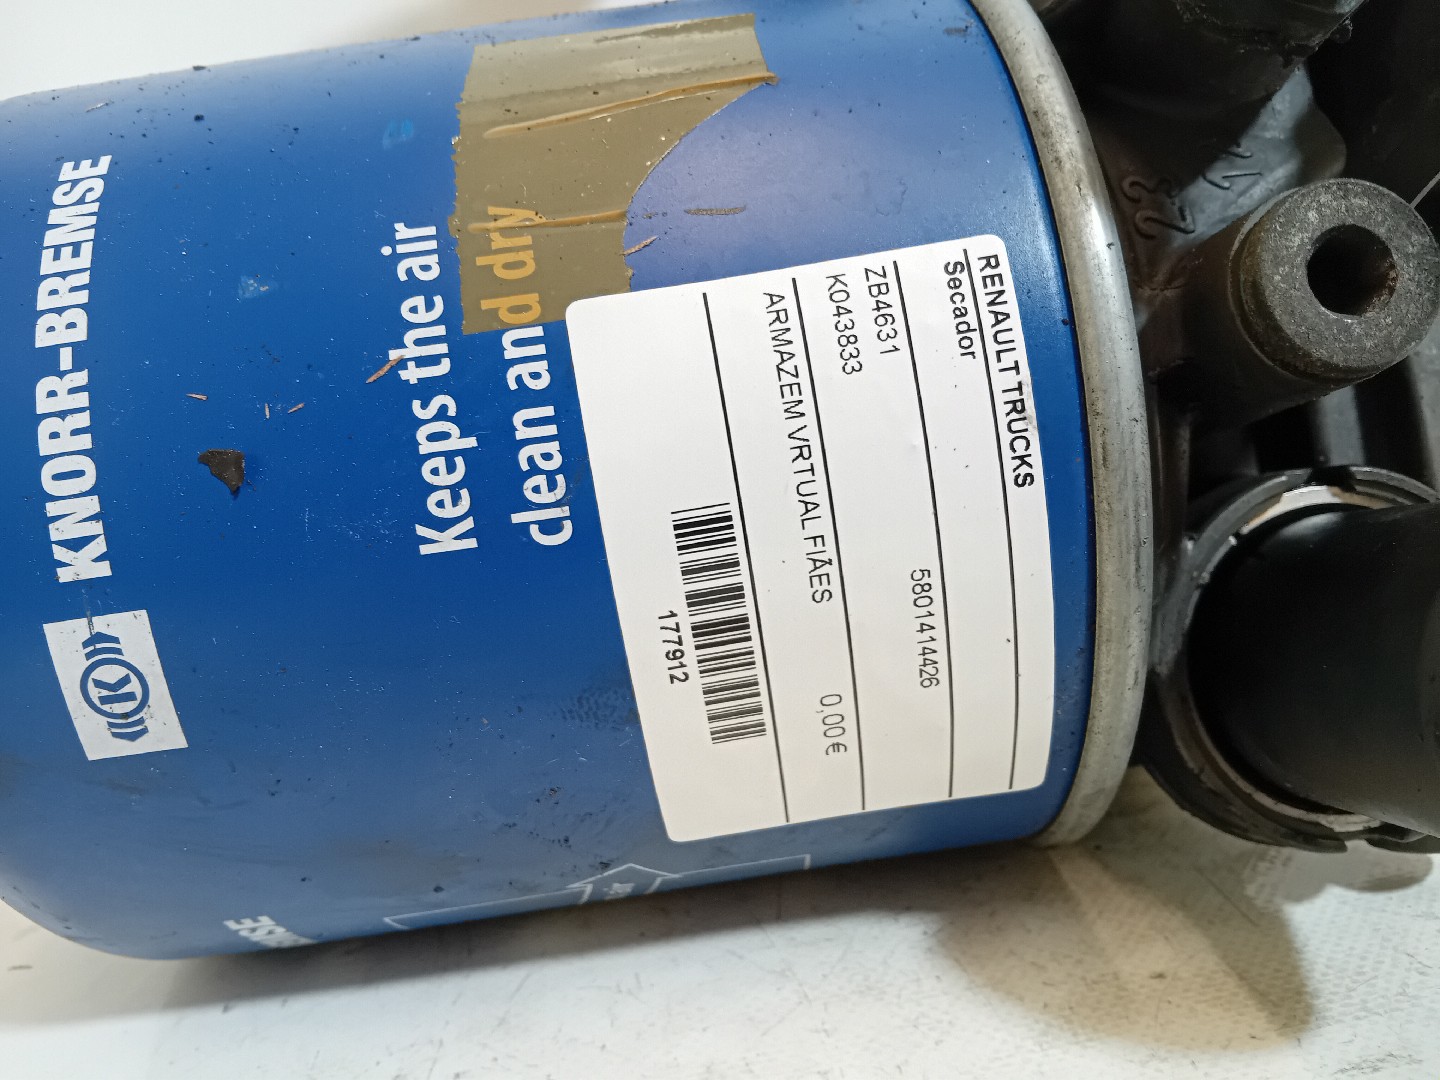 KNORR-BREMSE
Keeps the air
clean and dry
RENAULT TRUCKS
Secador
5801414426
ZB4631
K043833
0,00€
ARMAZEM VRTUAL FIÃES
177912
K
23